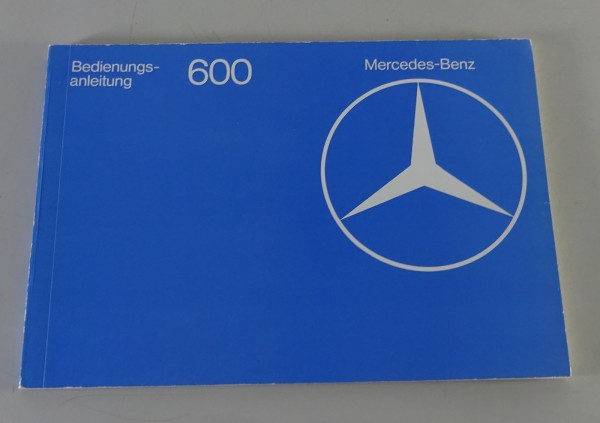 Bedienungs-
anleitung
600
Mercedes-Benz